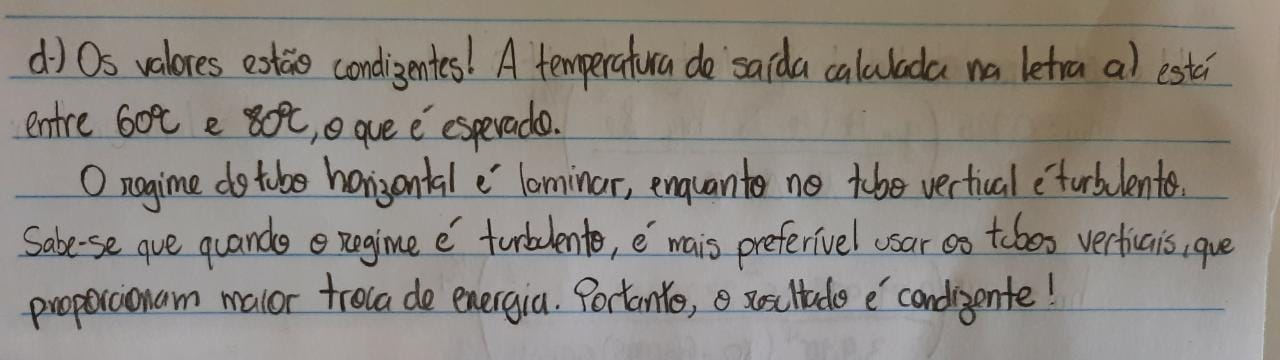 d-) Os valores estão condizentes! A temperatura de saída calculada na letra a) está
entre 60°C e 80°C, o que é esperado.
O regime do tubo horizontal é laminar, enquanto no tubo vertical é turbulento.
Sabe-se que quando o regime é turbulento, é mais preferível usar os tubos verticais, que
proporcionam maior troca de energia. Portanto, o resultado é condizente!